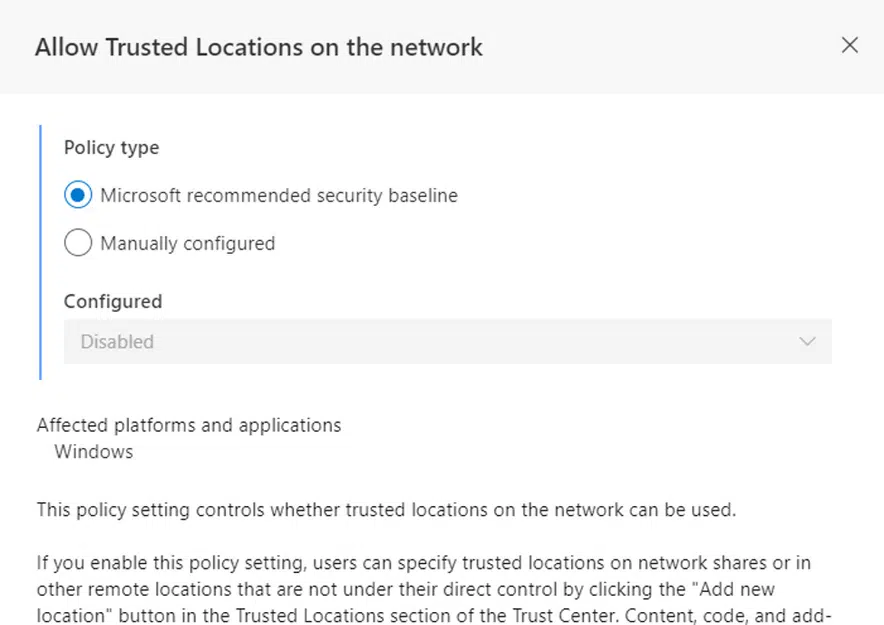 Allow Trusted Locations on the network
Policy type
Microsoft recommended security baseline
Manually configured
Configured
Disabled
Affected platforms and applications
Windows
This policy setting controls whether trusted locations on the network can be used.
If you enable this policy setting, users can specify trusted locations on network shares or in
other remote locations that are not under their direct control by clicking the "Add new
location" button in the Trusted Locations section of the Trust Center. Content, code, and add-